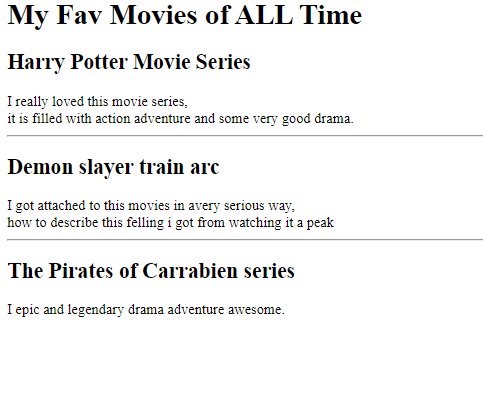 My Fav Movies of ALL Time
Harry Potter Movie Series
I really loved this movie series,
it is filled with action adventure and some very good drama.
Demon slayer train arc
I got attached to this movies in avery serious way,
how to describe this felling i got from watching it a peak
The Pirates of Carrabien series
I epic and legendary drama adventure awesome.